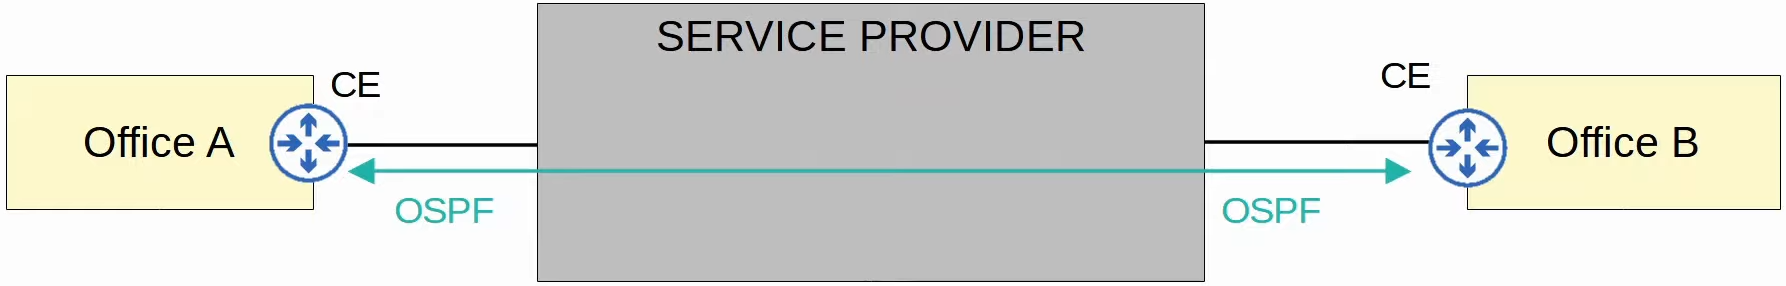 SERVICE PROVIDER
CE
CE
Office A
Office B
OSPF
OSPF